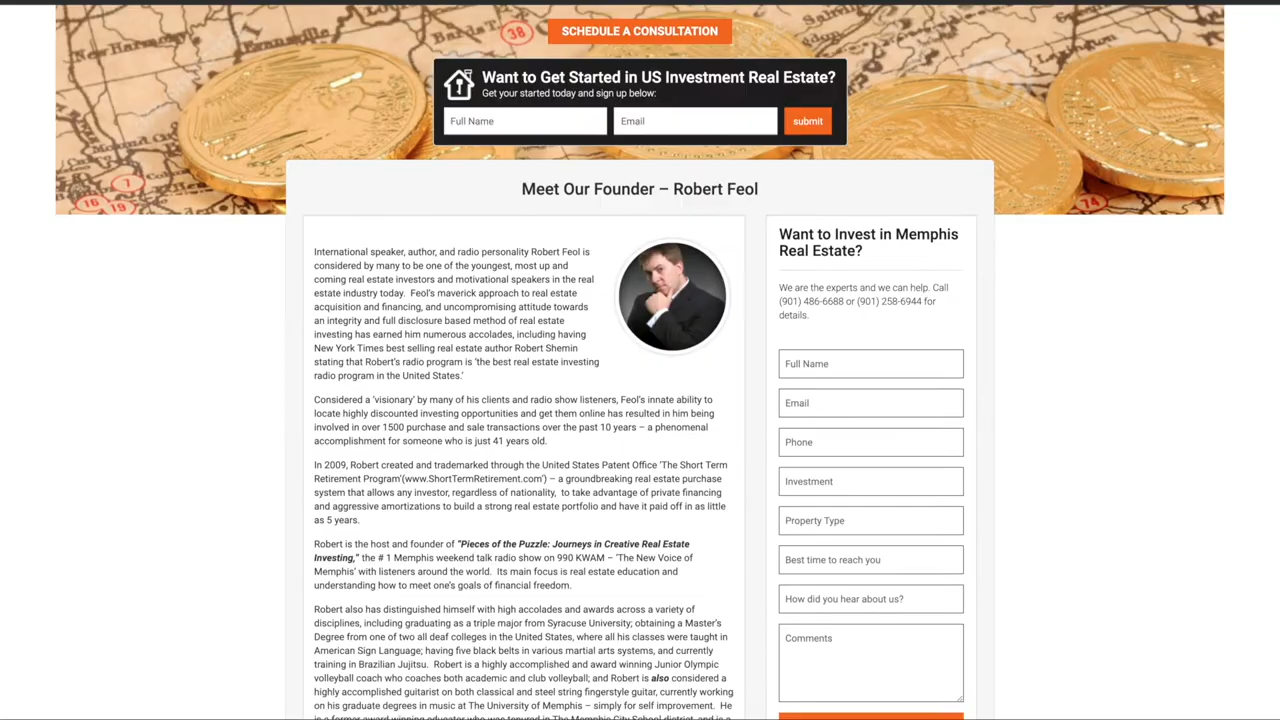 SCHEDULE A CONSULTATION
Want to Get Started in US Investment Real Estate?
Get your started today and sign up below:
Full Name
Email
submit
38
7
16
19
74
Meet Our Founder – Robert Feol
International speaker, author, and radio personality Robert Feol is
considered by many to be one of the youngest, most up and
coming real estate investors and motivational speakers in the real
estate industry today. Feol's maverick approach to real estate
acquisition and financing, and uncompromising attitude towards
an integrity and full disclosure based method of real estate
investing has earned him numerous accolades, including having
New York Times best selling real estate author Robert Shemin
stating that Robert's radio program is 'the best real estate investing
radio program in the United States.'
Considered a 'visionary' by many of his clients and radio show listeners, Feol's innate ability to
locate highly discounted investing opportunities and get them online has resulted in him being
involved in over 1500 purchase and sale transactions over the past 10 years – a phenomenal
accomplishment for someone who is just 41 years old.
In 2009, Robert created and trademarked through the United States Patent Office 'The Short Term
Retirement Program'(www.ShortTermRetirement.com') – a groundbreaking real estate purchase
system that allows any investor, regardless of nationality, to take advantage of private financing
and aggressive amortizations to build a strong real estate portfolio and have it paid off in as little
as 5 years.
Robert is the host and founder of "Pieces of the Puzzle: Journeys in Creative Real Estate
Investing," the # 1 Memphis weekend talk radio show on 990 KWAM – 'The New Voice of
Memphis' with listeners around the world. Its main focus is real estate education and
understanding how to meet one's goals of financial freedom.
Robert also has distinguished himself with high accolades and awards across a variety of
disciplines, including graduating as a triple major from Syracuse University; obtaining a Master's
Degree from one of two all deaf colleges in the United States, where all his classes were taught in
American Sign Language; having five black belts in various martial arts systems, and currently
training in Brazilian Jujitsu. Robert is a highly accomplished and award winning Junior Olympic
volleyball coach who coaches both academic and club volleyball; and Robert is also considered a
highly accomplished guitarist on both classical and steel string fingerstyle guitar, currently working
on his graduate degrees in music at The University of Memphis – simply for self improvement. He
is a former award winning educator who was tenured in The Memphis City School district, and is a
Want to Invest in Memphis
Real Estate?
We are the experts and we can help. Call
(901) 486-6688 or (901) 258-6944 for
details.
Full Name
Email
Phone
Investment
Property Type
Best time to reach you
How did you hear about us?
Comments